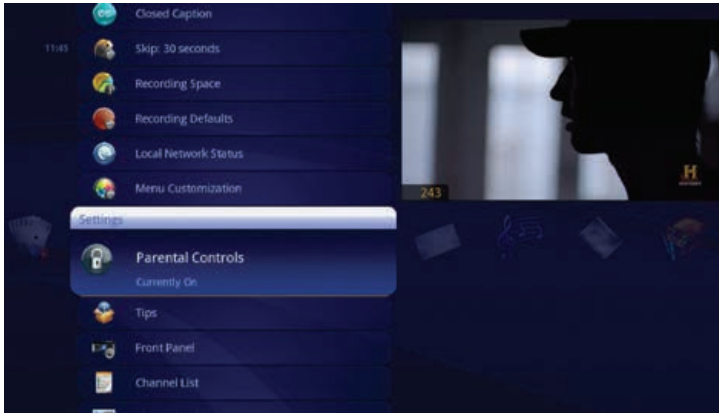 Closed Caption
11:45
Skip: 30 seconds
Recording Space
Recording Defaults
Local Network Status
Menu Customization
H
HISTORY
243
Settings
Parental Controls
Currently On
Tips
Front Panel
Channel List